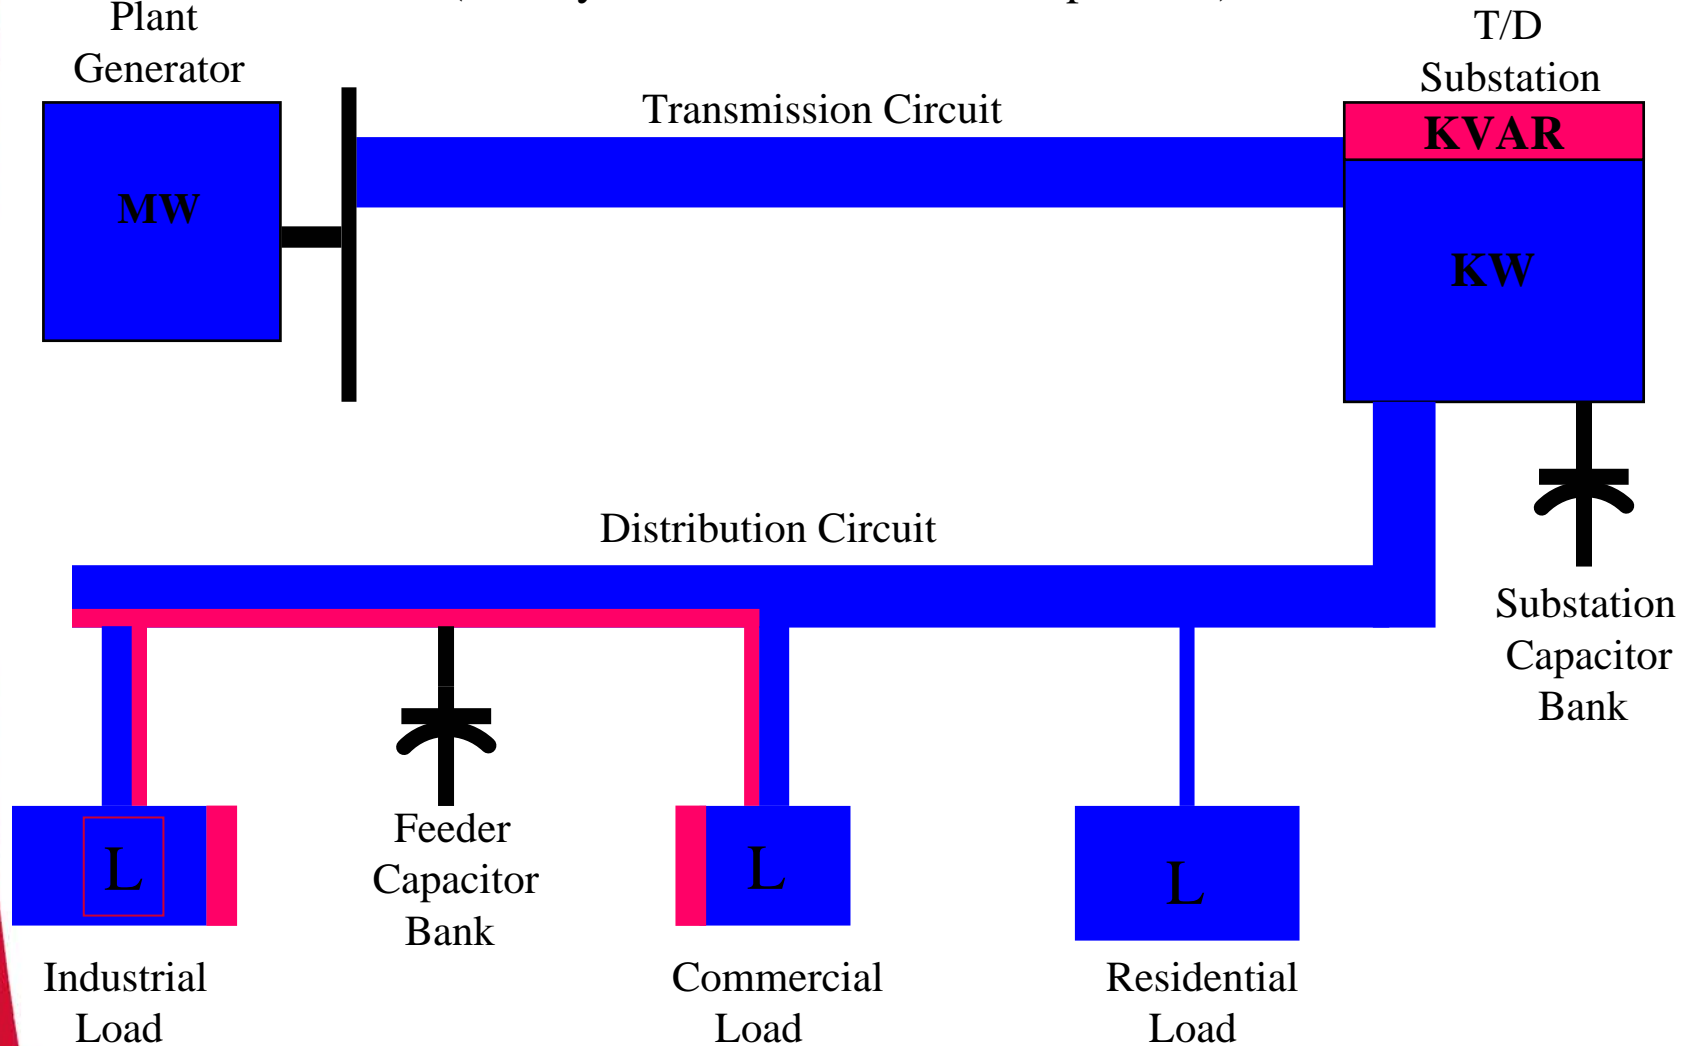 Plant
Generator
T/D
Substation
Transmission Circuit
KVAR
MW
KW
Distribution Circuit
Substation
Capacitor
Bank
L
L
L
Feeder
Capacitor
Bank
Industrial
Load
Commercial
Load
Residential
Load